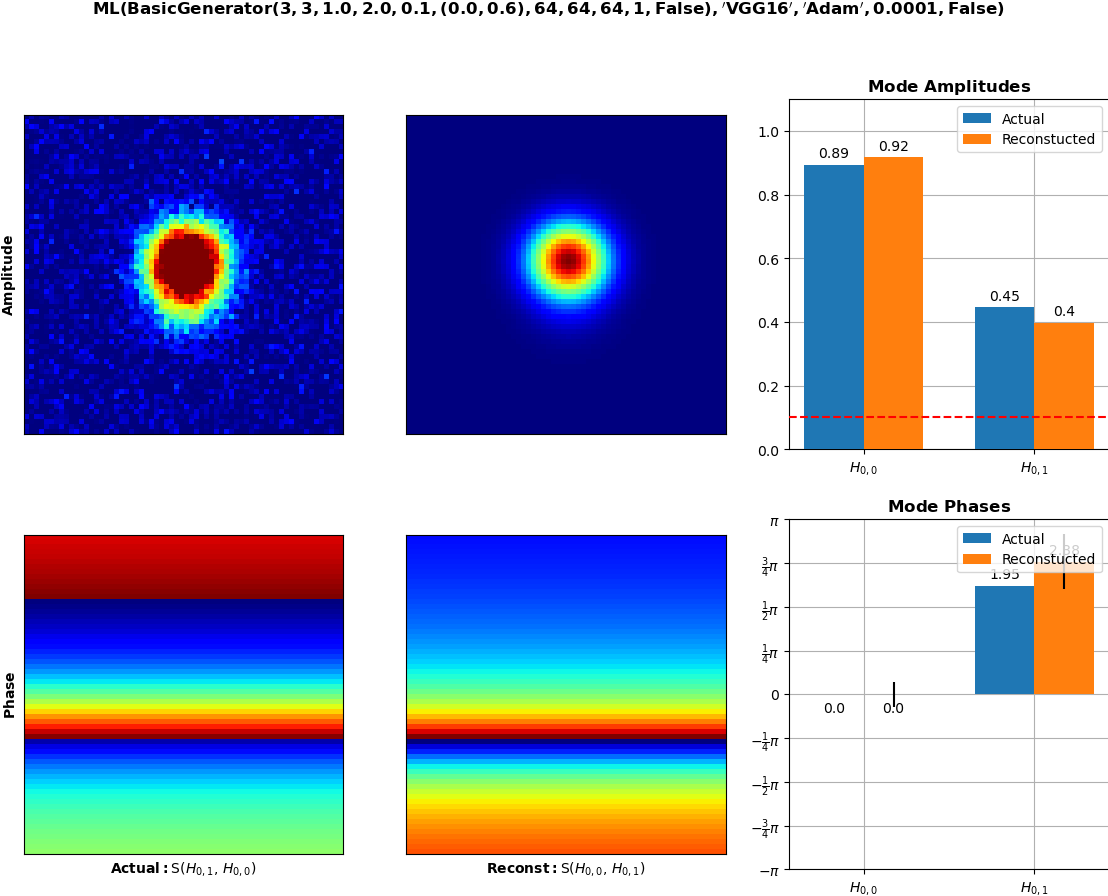 ML(BasicGenerator(3, 3, 1.0, 2.0, 0.1, (0.0, 0.6), 64, 64, 64, 1, False), ′VGG16′, ′Adam′, 0.0001, False)
Amplitude
Mode Amplitudes
Actual
Reconstucted
1.0
0.8
0.6
0.4
0.2
0.0
0.89
0.92
0.45
0.4
H0,0
H0,1
Phase
Actual: S(H0,1, H0,0)
Reconst: S(H0,0, H0,1)
Mode Phases
Actual
Reconstucted
π
3/4π
1/2π
1/4π
0
−1/4π
−1/2π
−3/4π
−π
0.0
0.0
1.95
2.38
H0,0
H0,1